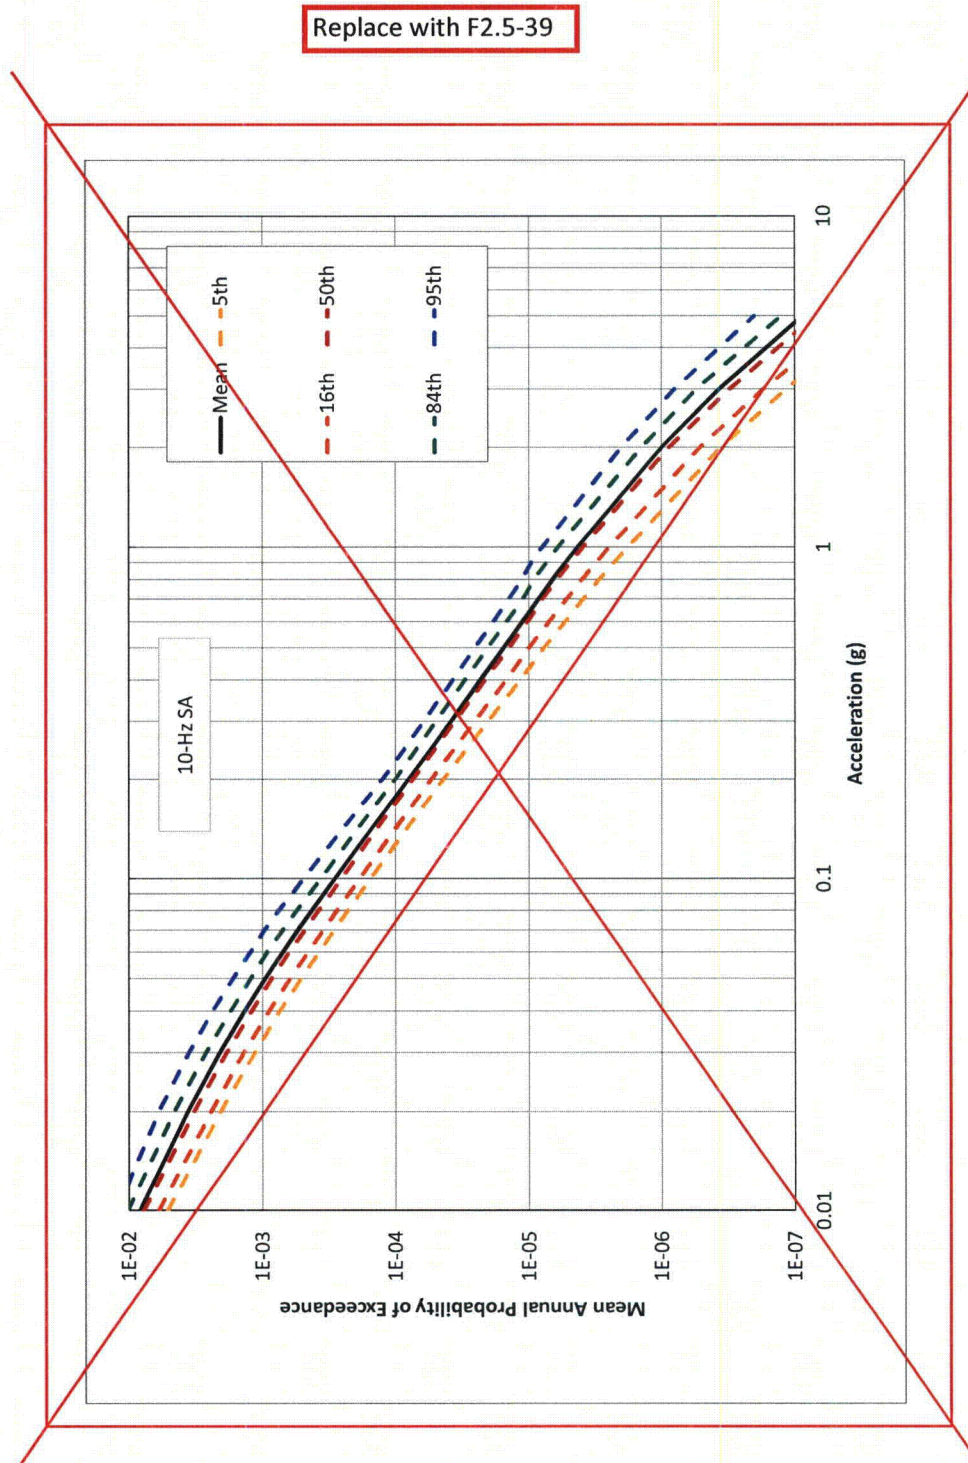 Replace with F2.5-39
10-Hz SA
Mean
5th
16th
50th
84th
95th
1E-02
1E-03
1E-04
1E-05
1E-06
1E-07
Mean Annual Probability of Exceedance
0.01
0.1
1
10
Acceleration (g)